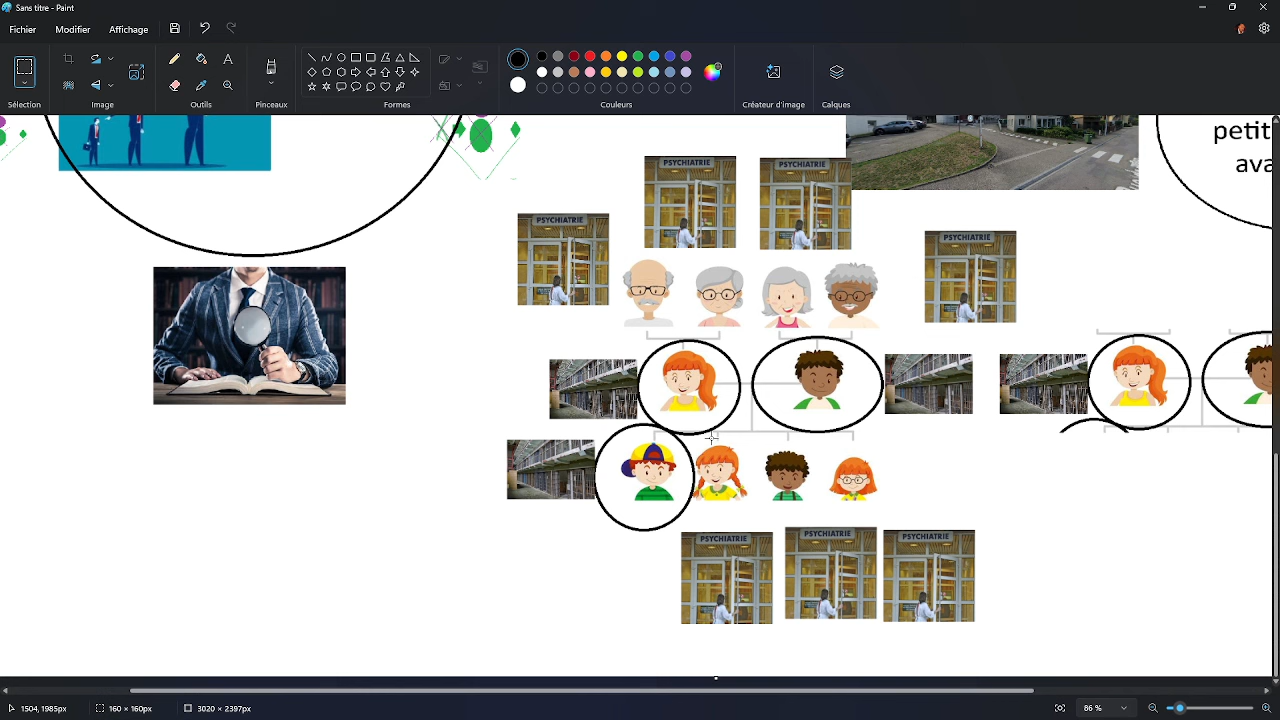 Sans titre - Paint
Fichier Modifier Affichage
A
Sélection Image Outils Pinceaux Formes Couleurs Créateur d'image Calques
petit
ava
PSYCHIATRIE PSYCHIATRIE
PSYCHIATRIE PSYCHIATRIE
PSYCHIATRIE PSYCHIATRIE PSYCHIATRIE
1504, 1985px 160 × 160px 3020 × 2397px 86 %